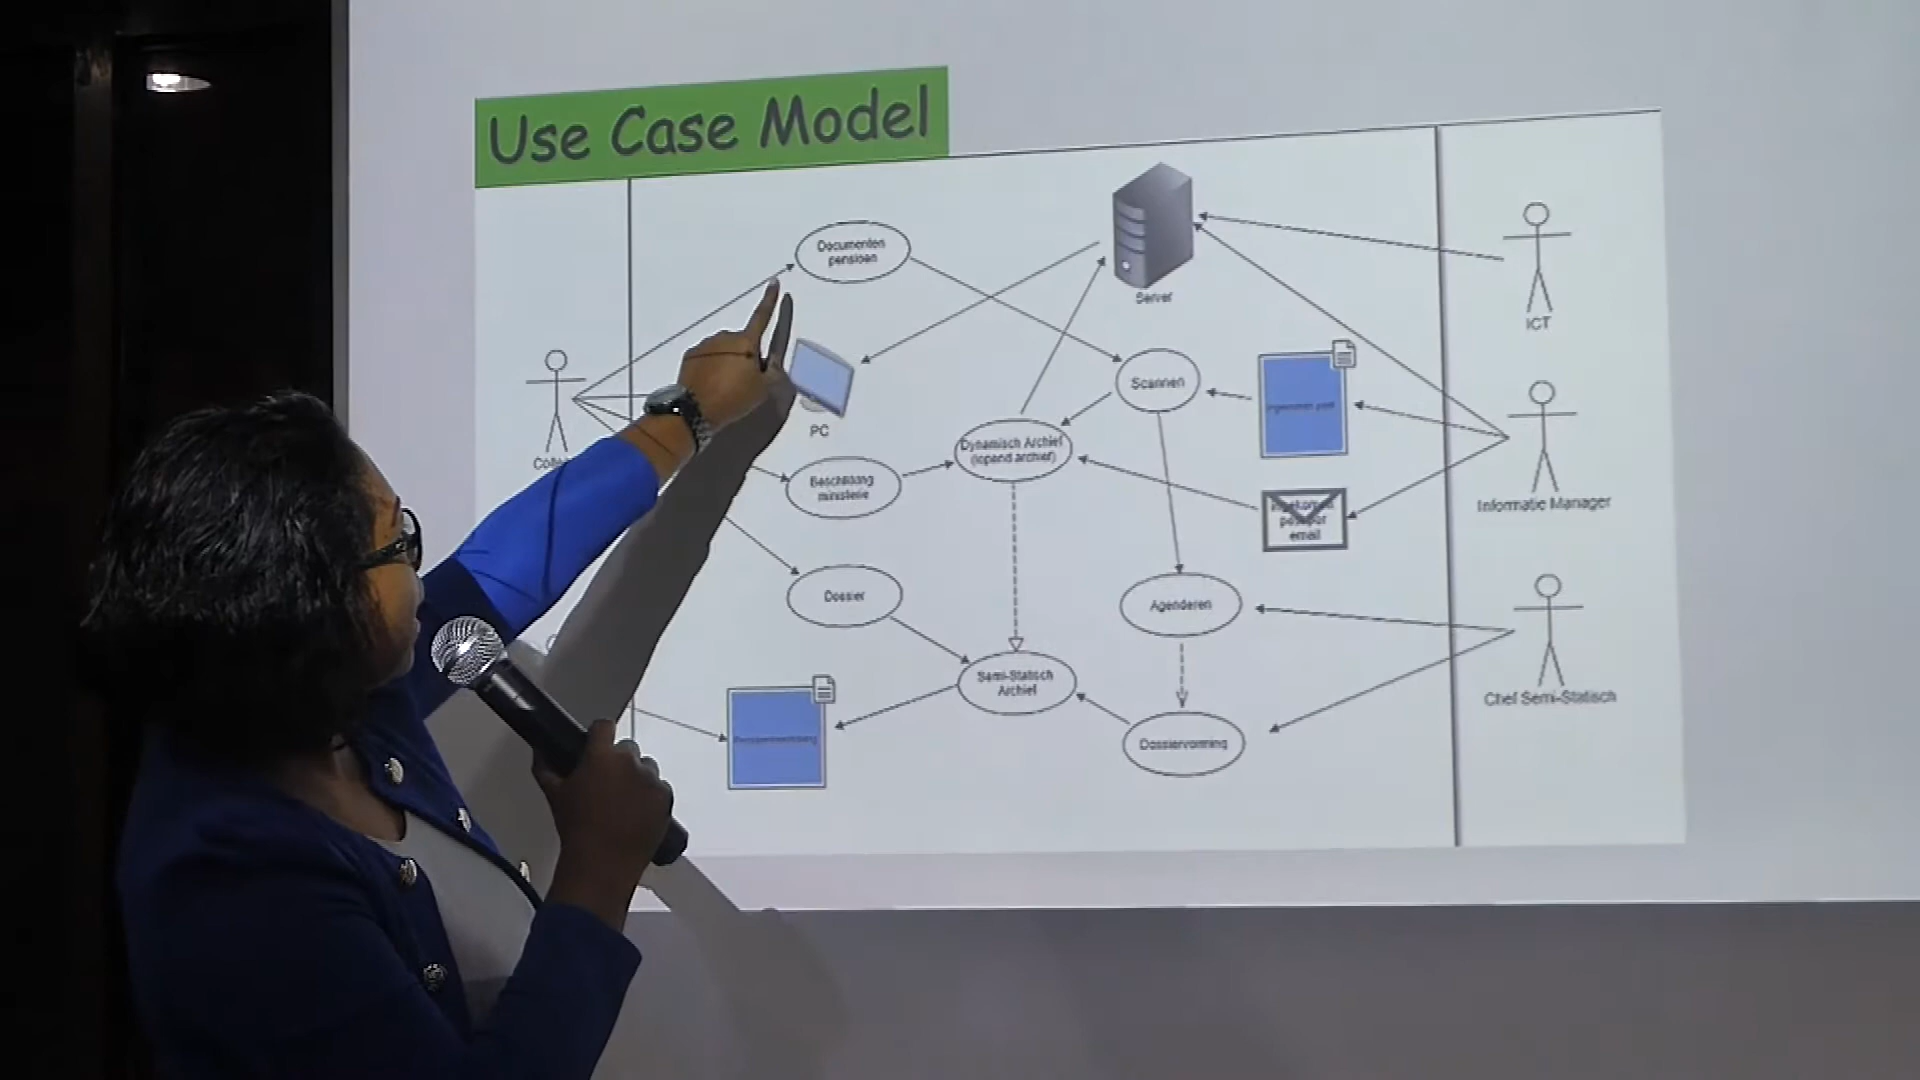 Use Case Model
Documenten
pensioen
Server
ICT
PC
Scannen
Dynamisch Archief
(lopend archief)
Beschikking
ministerie
Informatie Manager
email
Dossier
Agenderen
Semi-Statisch
Archief
Chef Semi-Statisch
Dossiervorming